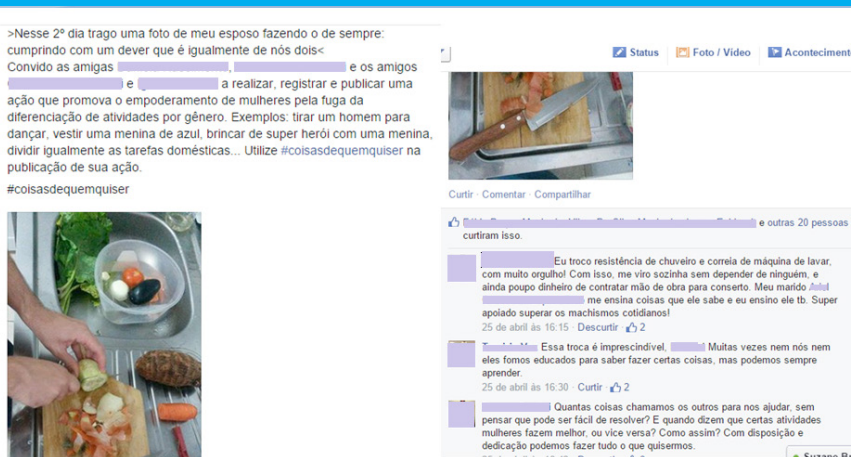 >Nesse 2º dia trago uma foto de meu esposo fazendo o de sempre:
cumprindo com um dever que é igualmente de nós dois<
Convido as amigas , e os amigos
e a realizar, registrar e publicar uma
ação que promova o empoderamento de mulheres pela fuga da
diferenciação de atividades por gênero. Exemplos: tirar um homem para
dançar, vestir uma menina de azul, brincar de super herói com uma menina,
dividir igualmente as tarefas domésticas... Utilize #coisasdequemquiser na
publicação de sua ação.
#coisasdequemquiser
Status Foto / Vídeo Acontecimento
Curtir · Comentar · Compartilhar
e outras 20 pessoas
curtiram isso.
Eu troco resistência de chuveiro e correia de máquina de lavar,
com muito orgulho! Com isso, me viro sozinha sem depender de ninguém, e
ainda poupo dinheiro de contratar mão de obra para conserto. Meu marido
me ensina coisas que ele sabe e eu ensino ele tb. Super
apoiado superar os machismos cotidianos!
25 de abril às 16:15 · Descurtir · 2
Essa troca é imprescindível, ! Muitas vezes nem nós nem
eles fomos educados para saber fazer certas coisas, mas podemos sempre
aprender.
25 de abril às 16:30 · Curtir · 2
Quantas coisas chamamos os outros para nos ajudar, sem
pensar que pode ser fácil de resolver? E quando dizem que certas atividades
mulheres fazem melhor, ou vice versa? Como assim? Com disposição e
dedicação podemos fazer tudo o que quisermos.